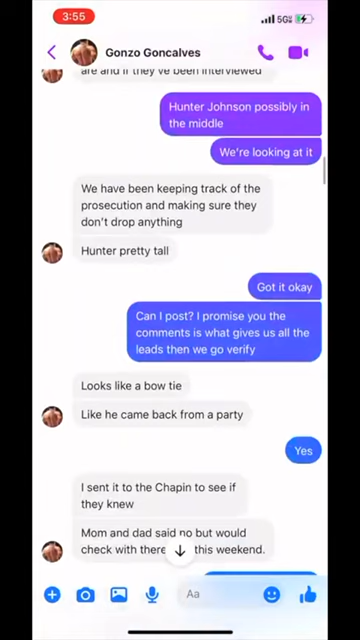 3:55
5G
Gonzo Goncalves
are and if they've been interviewed
Hunter Johnson possibly in
the middle
We're looking at it
We have been keeping track of the
prosecution and making sure they
don't drop anything
Hunter pretty tall
Got it okay
Can I post? I promise you the
comments is what gives us all the
leads then we go verify
Looks like a bow tie
Like he came back from a party
Yes
I sent it to the Chapin to see if
they knew
Mom and dad said no but would
check with there this weekend.
Aa